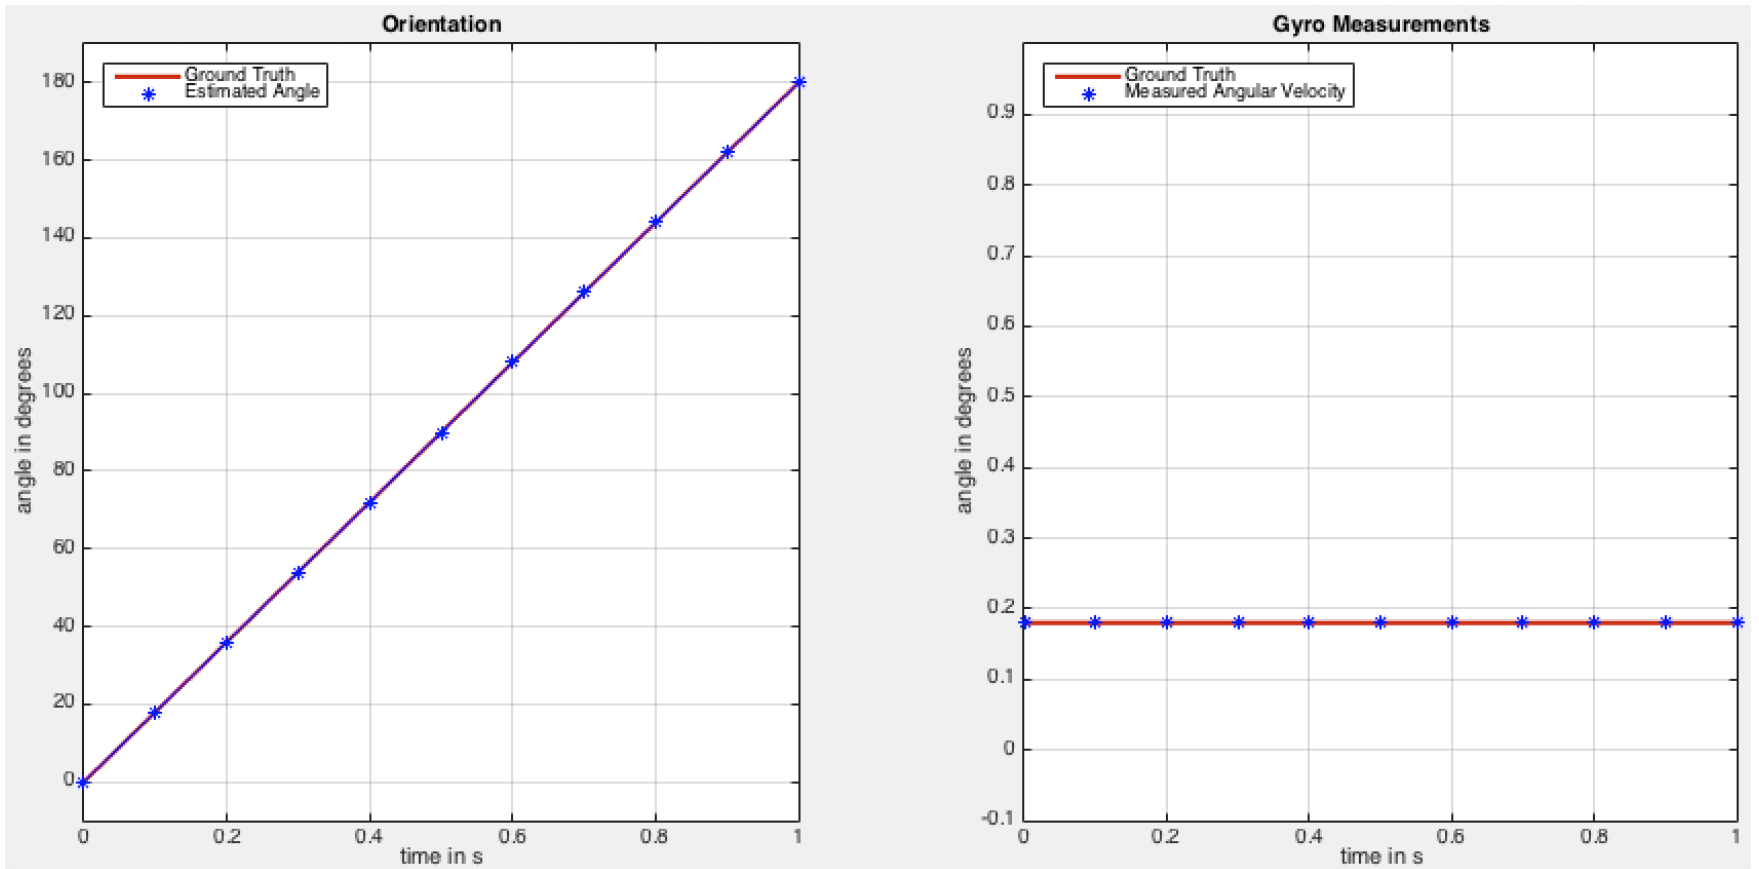 Orientation
Ground Truth
Estimated Angle
180
160
140
120
100
80
60
40
20
0
angle in degrees
0 0.2 0.4 0.6 0.8 1
time in s
Gyro Measurements
Ground Truth
Measured Angular Velocity
0.9
0.8
0.7
0.6
0.5
0.4
0.3
0.2
0.1
0
-0.1
angle in degrees
0 0.2 0.4 0.6 0.8 1
time in s